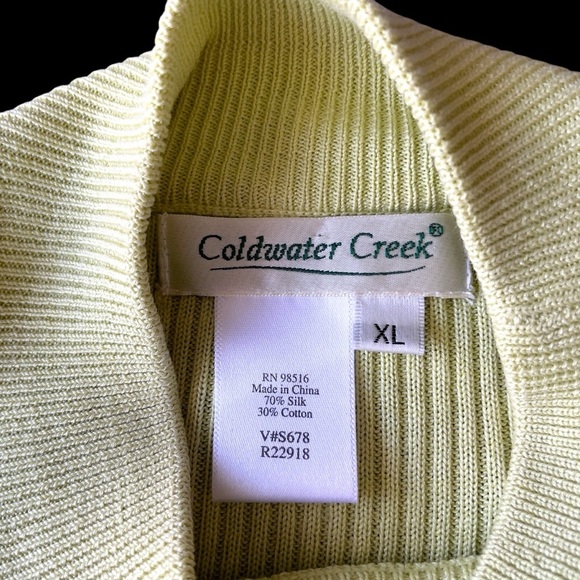 Coldwater Creek®
XL
RN 98516
Made in China
70% Silk
30% Cotton
V#S678
R22918